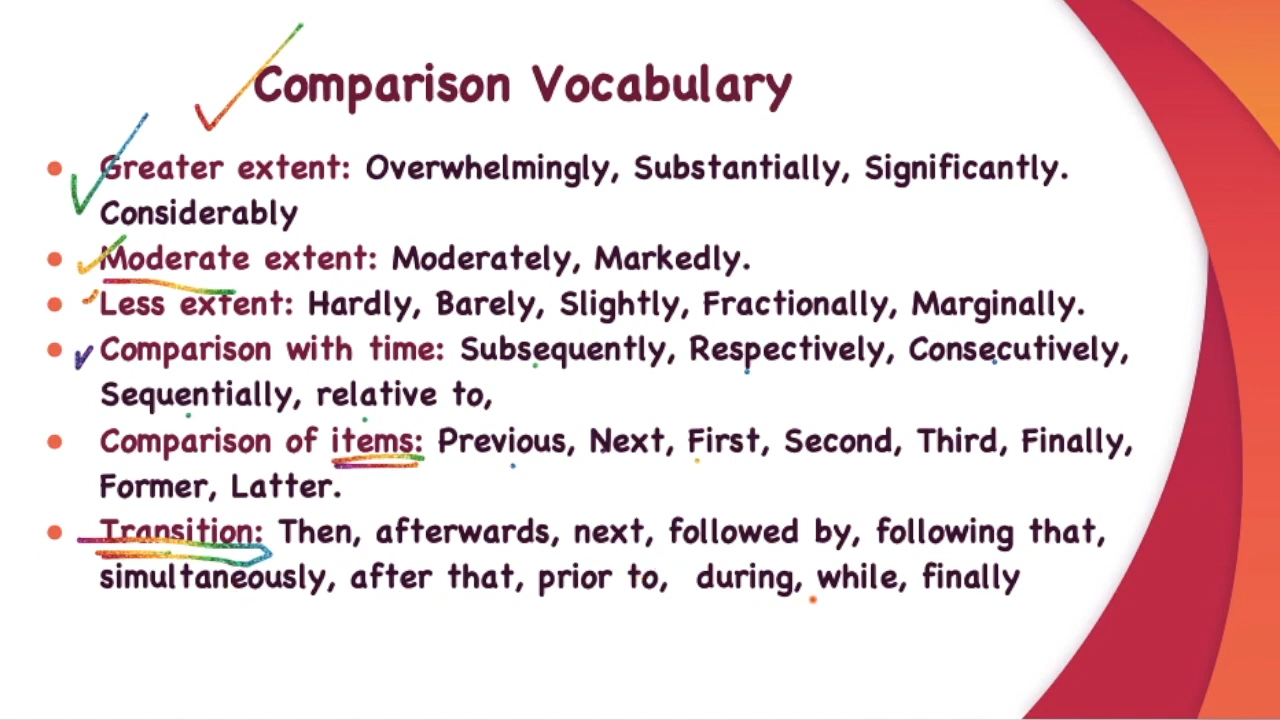 Comparison Vocabulary
Greater extent: Overwhelmingly, Substantially, Significantly.
Considerably
Moderate extent: Moderately, Markedly.
Less extent: Hardly, Barely, Slightly, Fractionally, Marginally.
Comparison with time: Subsequently, Respectively, Consecutively,
Sequentially, relative to,
Comparison of items: Previous, Next, First, Second, Third, Finally,
Former, Latter.
Transition: Then, afterwards, next, followed by, following that,
simultaneously, after that, prior to, during, while, finally